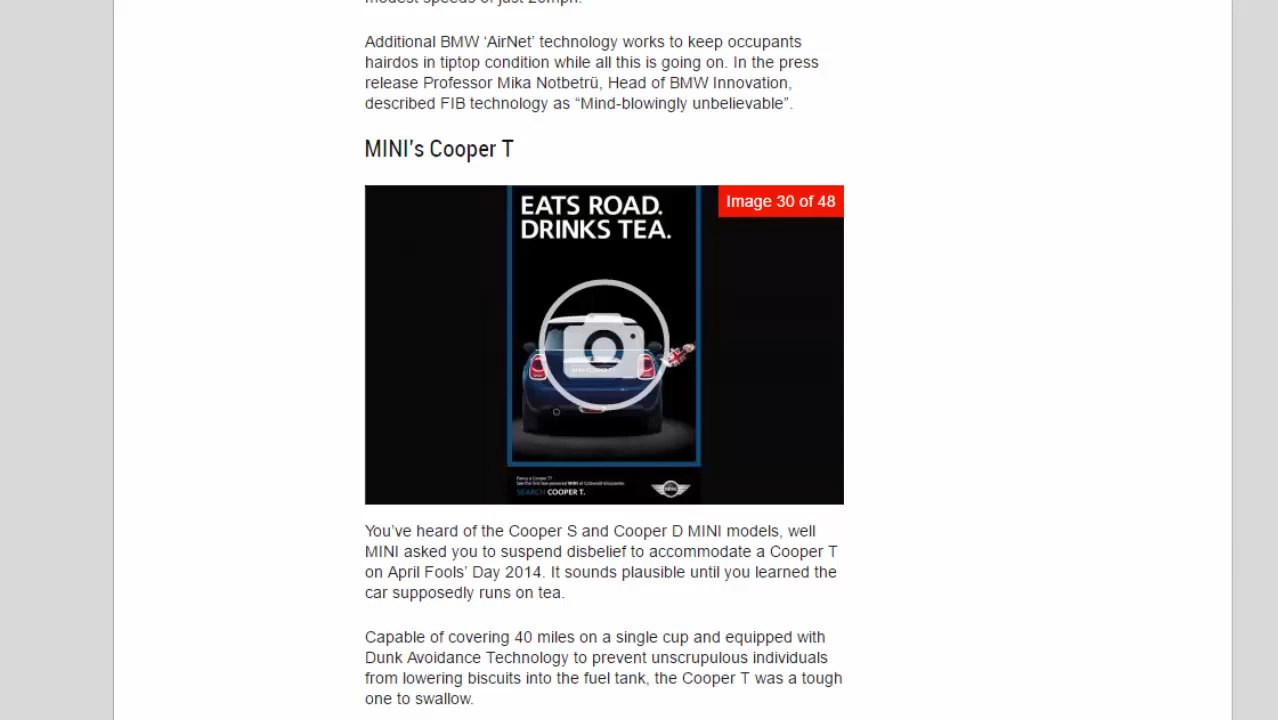 Additional BMW ‘AirNet’ technology works to keep occupants
hairdos in tiptop condition while all this is going on. In the press
release Professor Mika Notbetrü, Head of BMW Innovation,
described FIB technology as “Mind-blowingly unbelievable”.
MINI's Cooper T
Image 30 of 48
EATS ROAD.
DRINKS TEA.
Fancy a Cooper T?
SEARCH COOPER T.
MINI
You’ve heard of the Cooper S and Cooper D MINI models, well
MINI asked you to suspend disbelief to accommodate a Cooper T
on April Fools’ Day 2014. It sounds plausible until you learned the
car supposedly runs on tea.
Capable of covering 40 miles on a single cup and equipped with
Dunk Avoidance Technology to prevent unscrupulous individuals
from lowering biscuits into the fuel tank, the Cooper T was a tough
one to swallow.